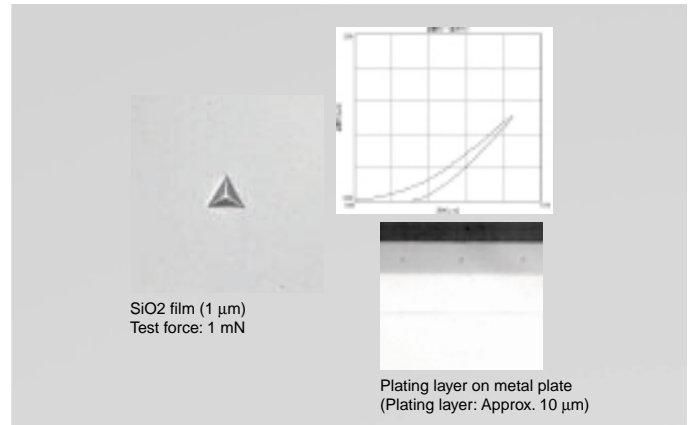 SiO2 film (1 μm)
Test force: 1 mN
Plating layer on metal plate
(Plating layer: Approx. 10 μm)